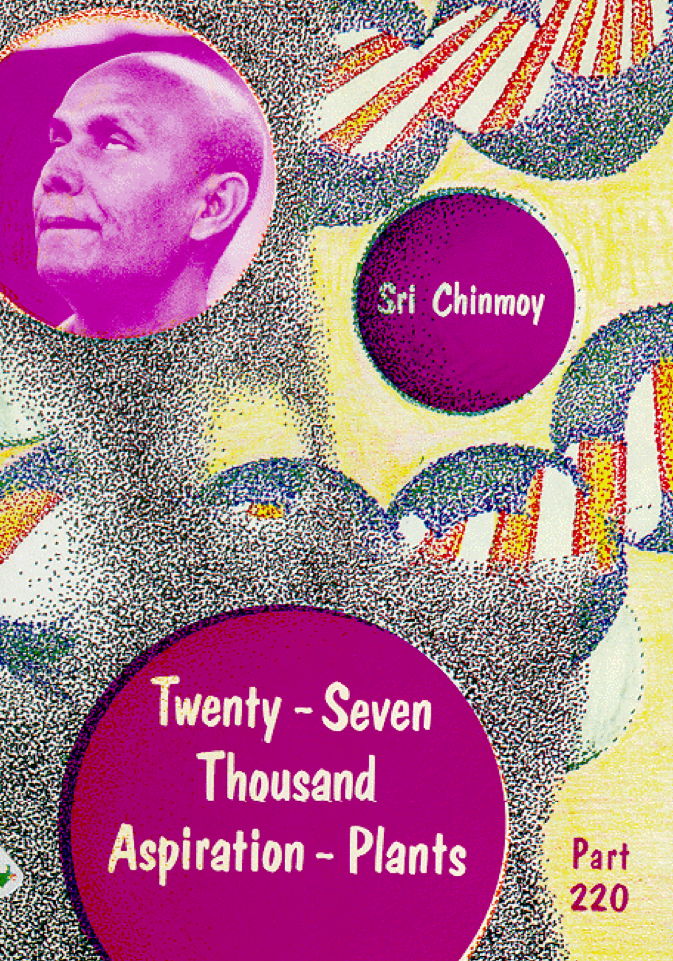 Sri Chinmoy
Twenty - Seven
Thousand
Aspiration - Plants
Part
220